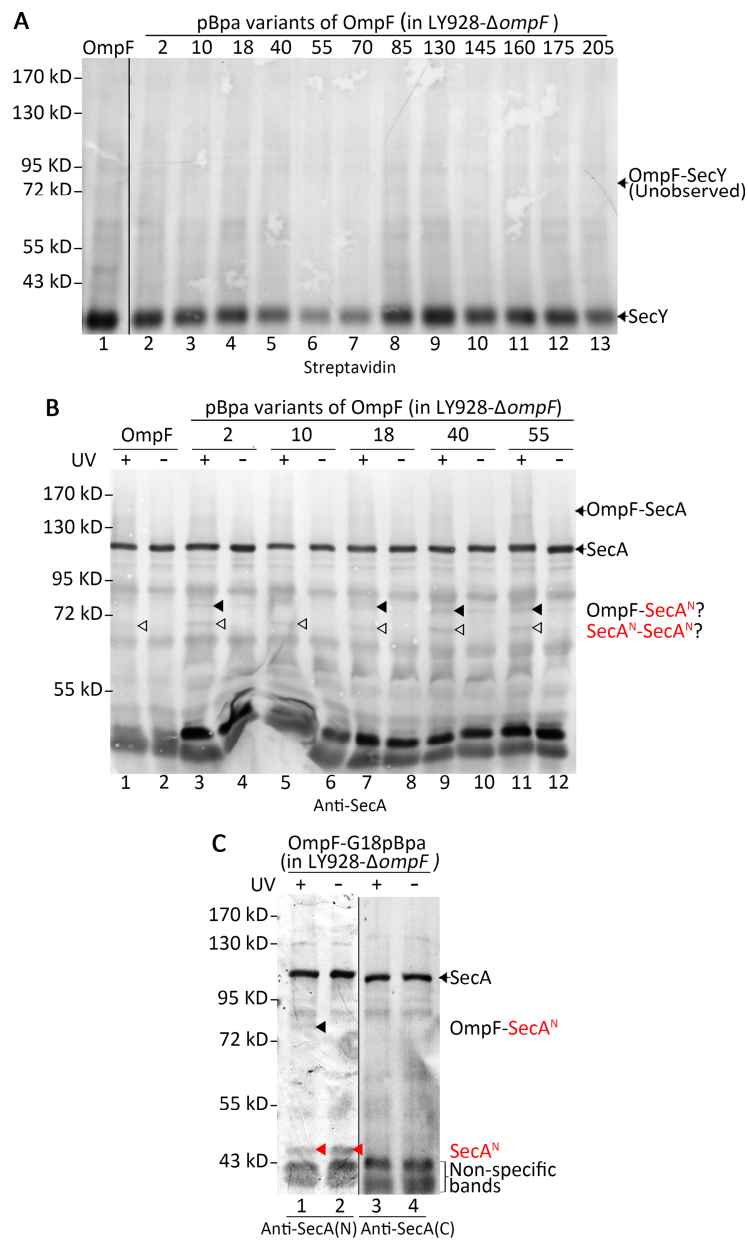 A
pBpa variants of OmpF (in LY928-ΔompF )
OmpF 2 10 18 40 55 70 85 130 145 160 175 205
170 kD
130 kD
95 KD
72 kD
55 kD
43 kD
OmpF-SecY
(Unobserved)
SecY
1 2 3 4 5 6 7 8 9 10 11 12 13
Streptavidin
B
pBpa variants of OmpF (in LY928-ΔompF)
OmpF 2 10 18 40 55
UV + - + - + - + - + - + -
170 kD
130 kD
95 kD
72 kD
55 kD
OmpF-SecA
SecA
OmpF-SecAᴺ?
SecAᴺ-SecAᴺ?
1 2 3 4 5 6 7 8 9 10 11 12
Anti-SecA
C
OmpF-G18pBpa
(in LY928-ΔompF )
UV + - + -
170 kD
130 kD
95 KD
72 kD
55 kD
43 kD
SecA
OmpF-SecAᴺ
SecAᴺ
Non-specific
bands
1 2 3 4
Anti-SecA(N) Anti-SecA(C)